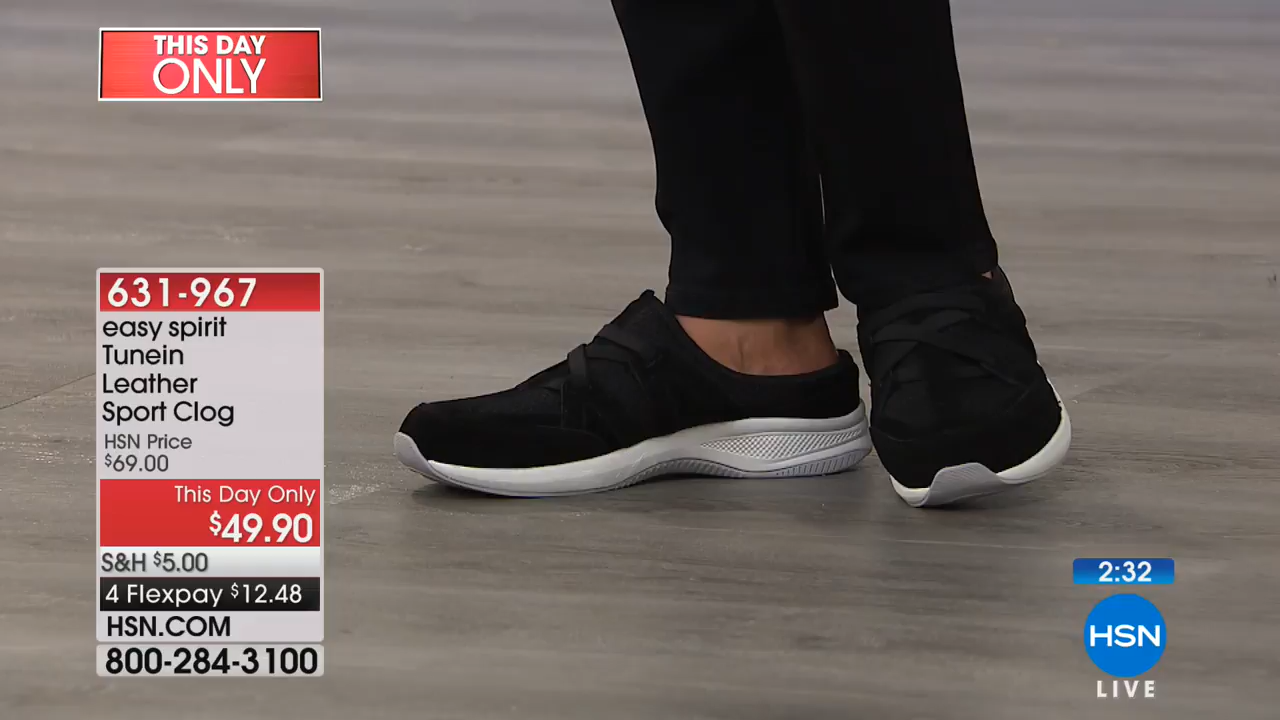 THIS DAY
ONLY
631-967
easy spirit
Tunein
Leather
Sport Clog
HSN Price
$69.00
This Day Only
$49.90
S&H $5.00
4 Flexpay $12.48
HSN.COM
800-284-3100
2:32
HSN
LIVE